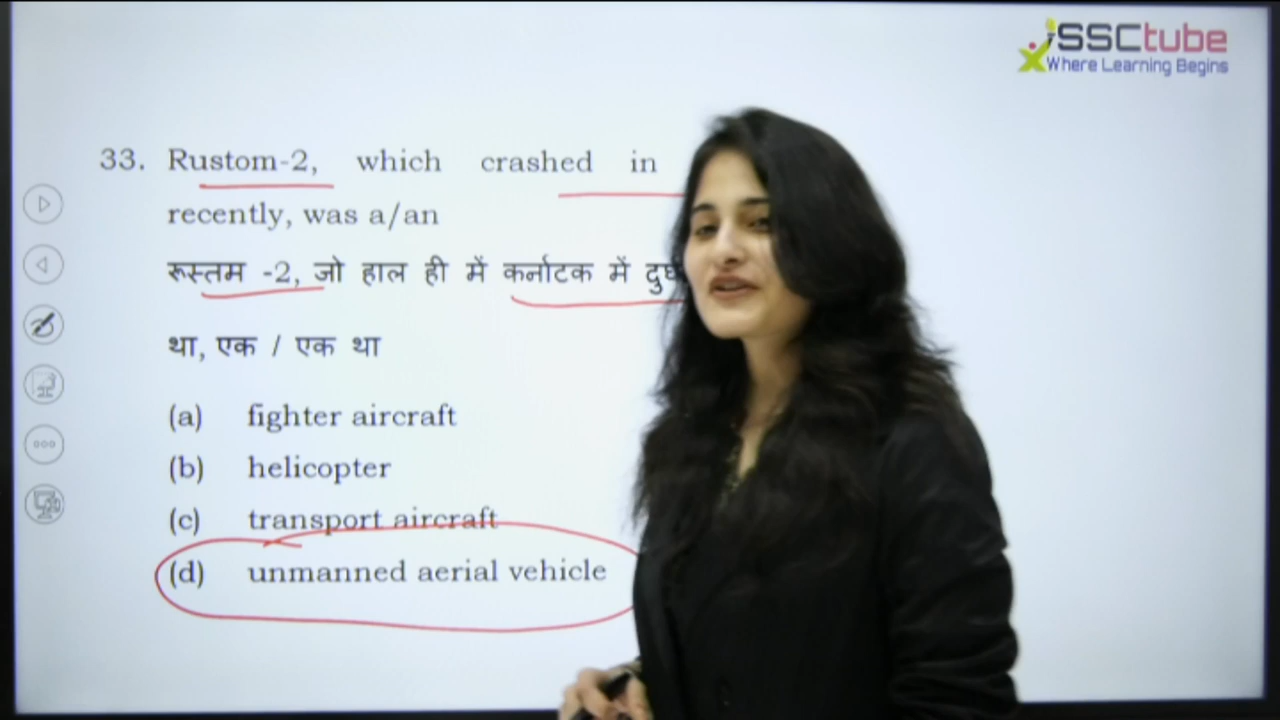 SSCtube
Where Learning Begins
33. Rustom-2, which crashed in
recently, was a/an
रूस्तम -2, जो हाल ही में कर्नाटक में
था, एक / एक था
(a) fighter aircraft
(b) helicopter
(c) transport aircraft
(d) unmanned aerial vehicle